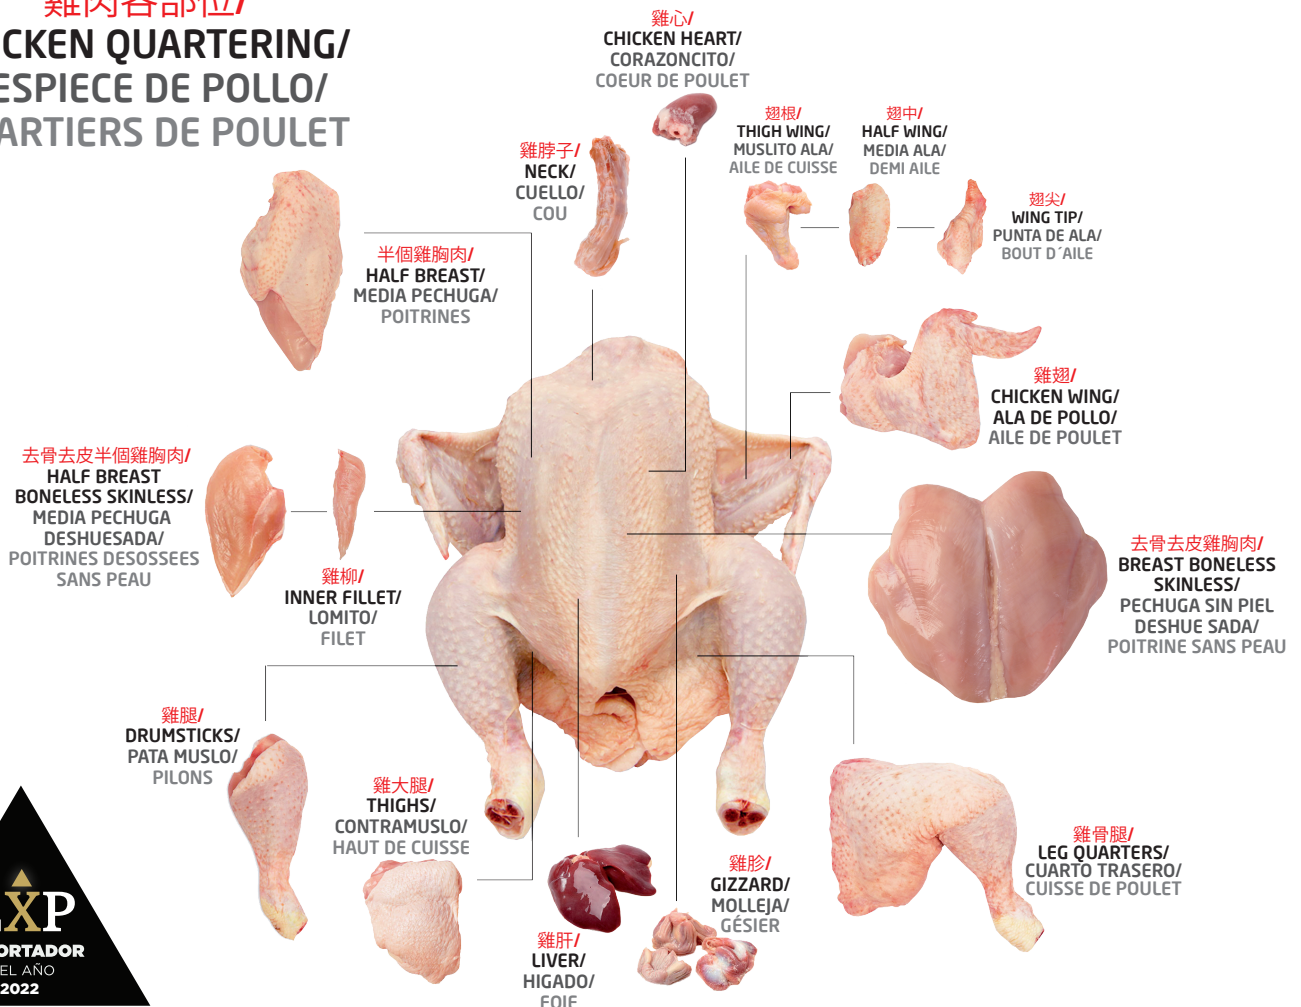 雞肉各部位/
CKEN QUARTERING/
ESPIECE DE POLLO/
ARTIERS DE POULET
雞心/
CHICKEN HEART/
CORAZONCITO/
COEUR DE POULET
雞脖子/
NECK/
CUELLO/
COU
翅根/
THIGH WING/
MUSLITO ALA/
AILE DE CUISSE
翅中/
HALF WING/
MEDIA ALA/
DEMI AILE
翅尖/
WING TIP/
PUNTA DE ALA/
BOUT D´AILE
半個雞胸肉/
HALF BREAST/
MEDIA PECHUGA/
POITRINES
雞翅/
CHICKEN WING/
ALA DE POLLO/
AILE DE POULET
去骨去皮半個雞胸肉/
HALF BREAST
BONELESS SKINLESS/
MEDIA PECHUGA
DESHUESADA/
POITRINES DESOSSEES
SANS PEAU
雞柳/
INNER FILLET/
LOMITO/
FILET
去骨去皮雞胸肉/
BREAST BONELESS
SKINLESS/
PECHUGA SIN PIEL
DESHUE SADA/
POITRINE SANS PEAU
雞腿/
DRUMSTICKS/
PATA MUSLO/
PILONS
雞大腿/
THIGHS/
CONTRAMUSLO/
HAUT DE CUISSE
雞肝/
LIVER/
HIGADO/
FOIE
雞胗/
GIZZARD/
MOLLEJA/
GÉSIER
雞骨腿/
LEG QUARTERS/
CUARTO TRASERO/
CUISSE DE POULET
XP
ORTADOR
EL AÑO
2022